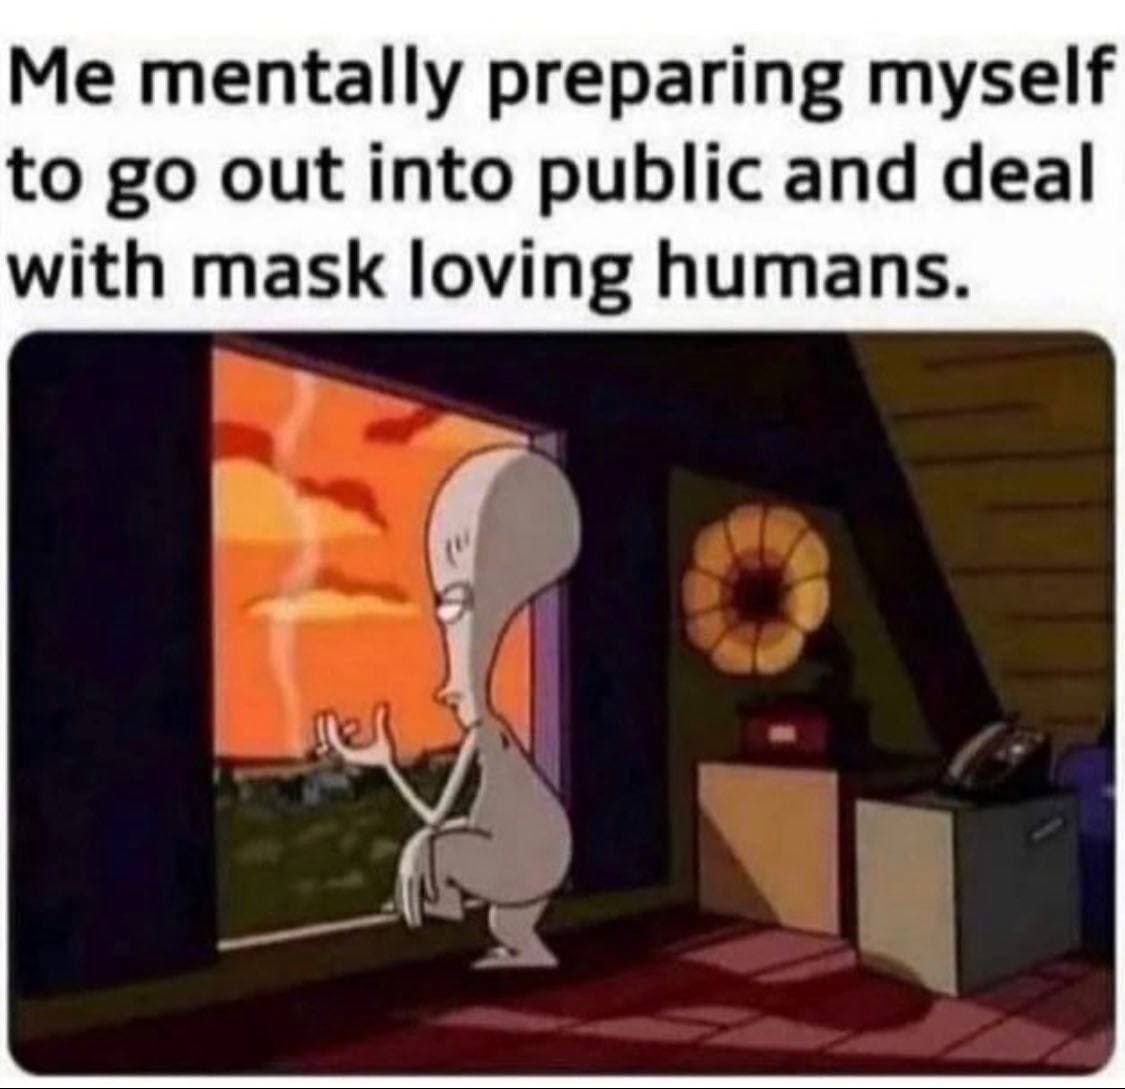 Me mentally preparing myself
to go out into public and deal
with mask loving humans.